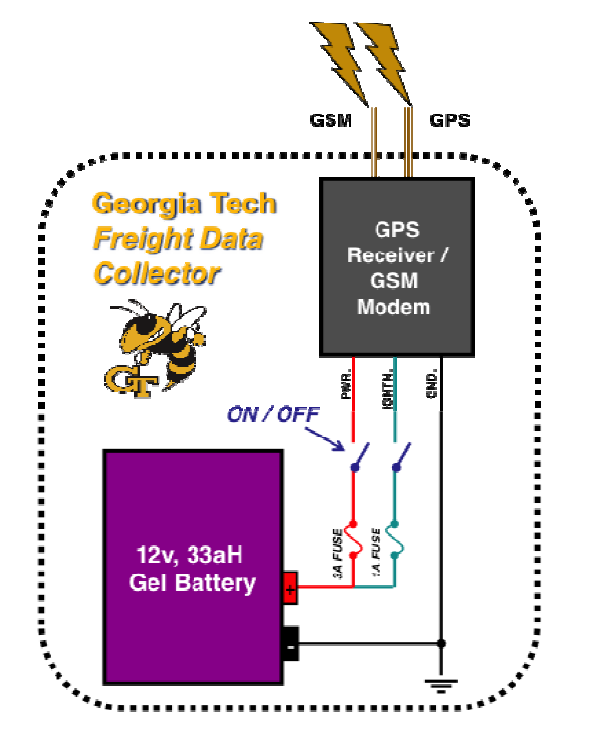 GSM
GPS
Georgia Tech
Freight Data
Collector
GPS
Receiver /
GSM
Modem
GT
PWR.
IGNTN.
GND.
ON / OFF
3A FUSE
1A FUSE
12v, 33aH
Gel Battery
+
-